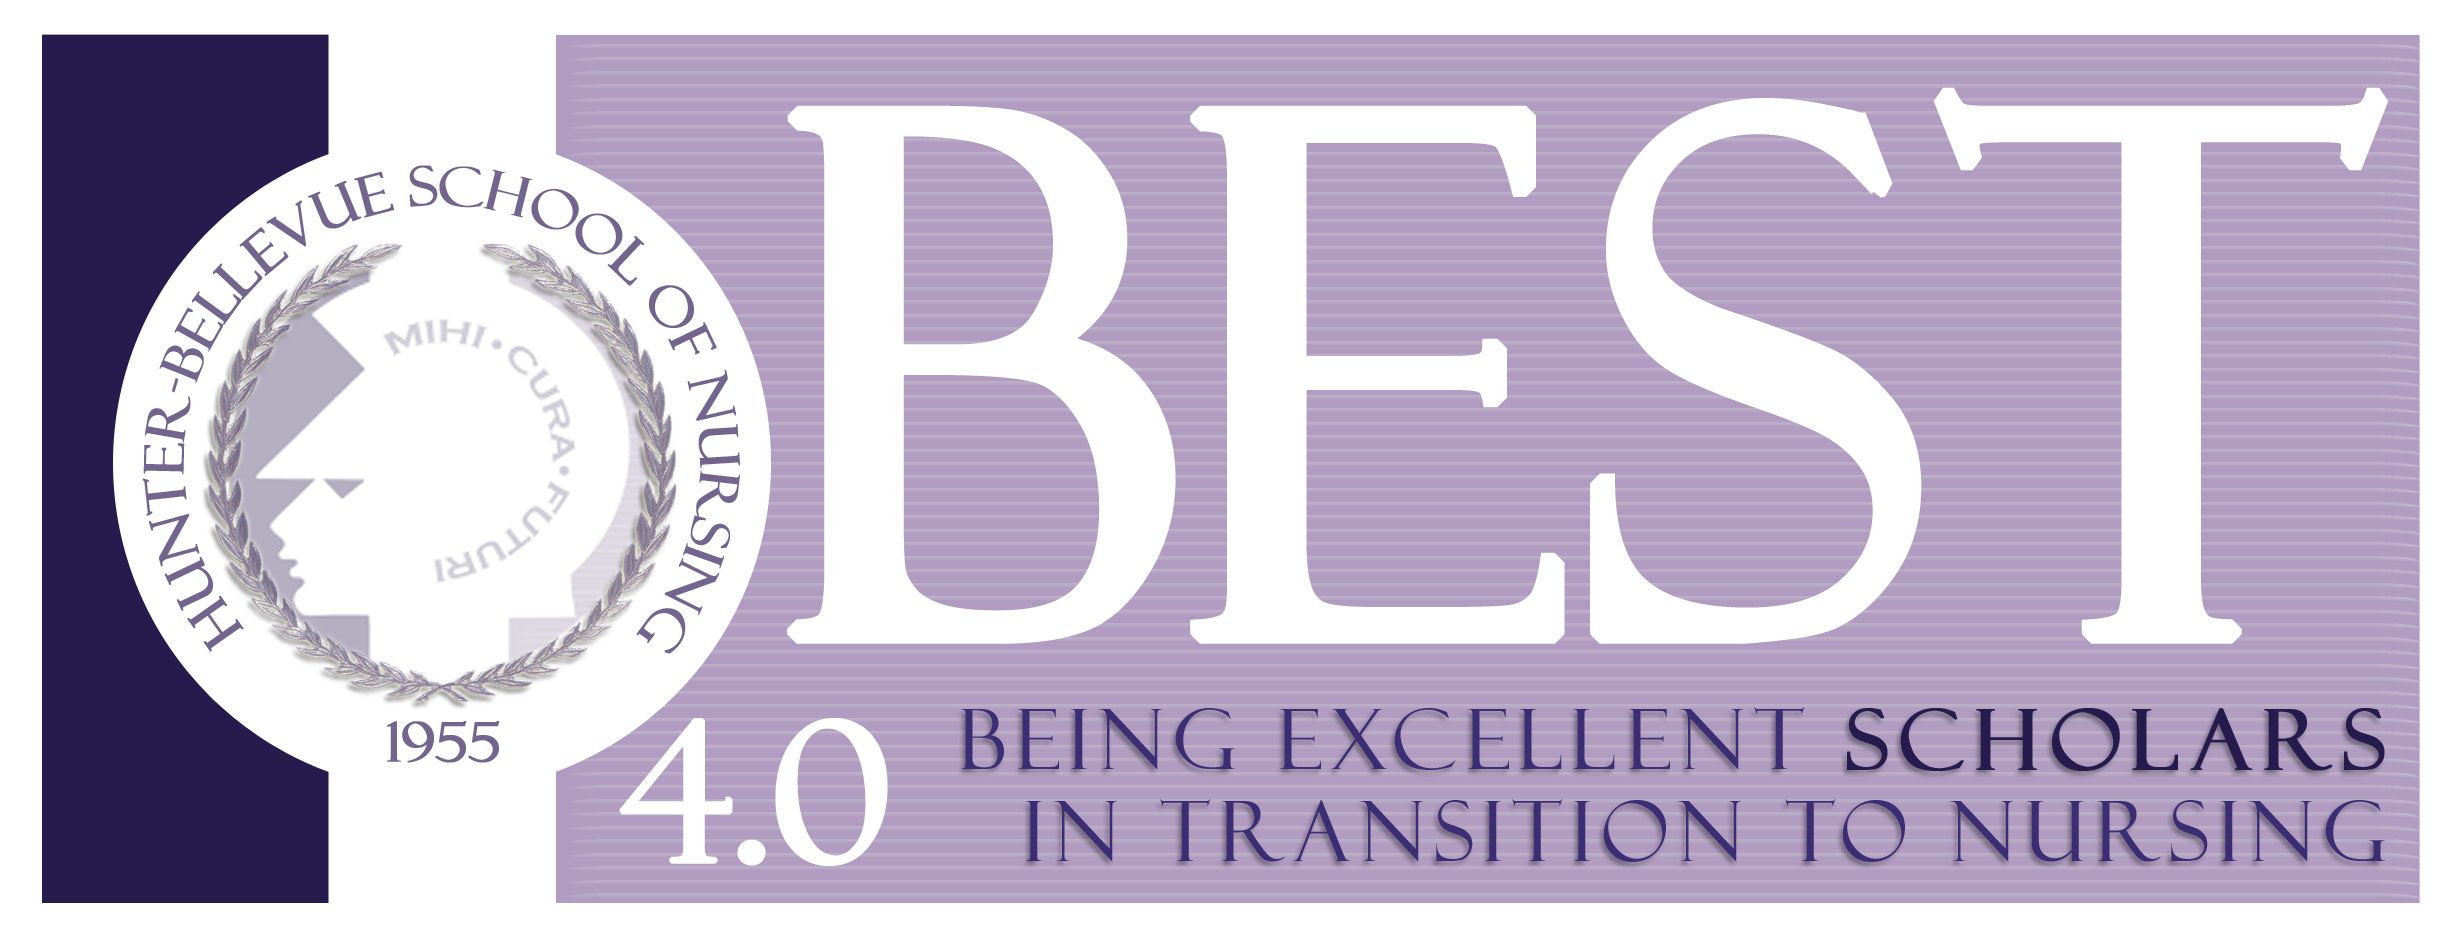 HUNTER-BELLEVUE SCHOOL OF NURSING
MIHI • CURA • FUTURI
1955
BEST
4.0
BEING EXCELLENT SCHOLARS
IN TRANSITION TO NURSING